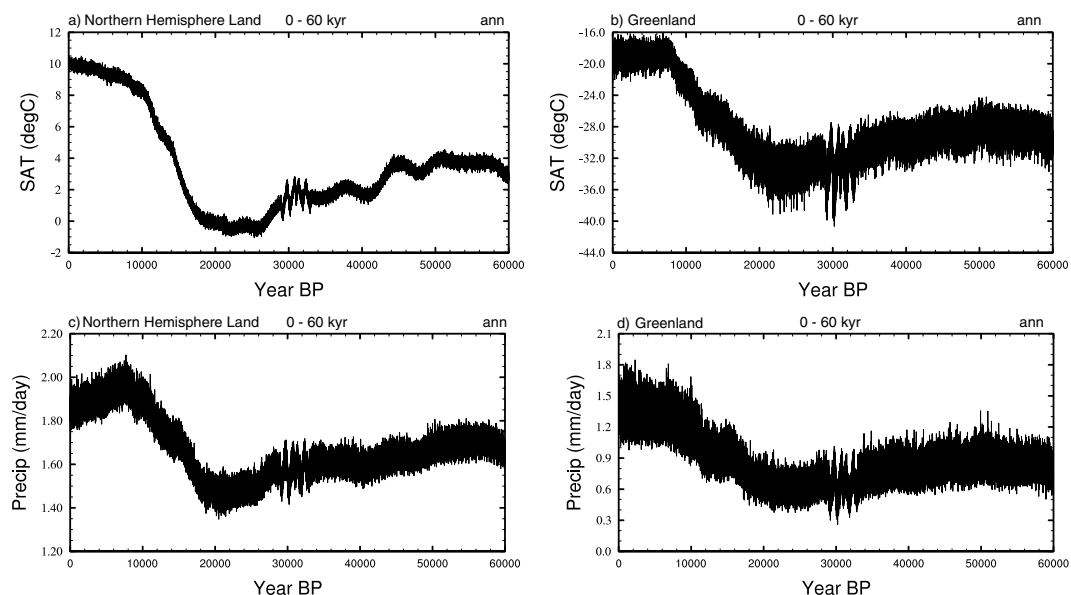 a) Northern Hemisphere Land 0 - 60 kyr ann
12
10
8
6
4
2
0
-2
SAT (degC)
0 10000 20000 30000 40000 50000 60000
Year BP
b) Greenland 0 - 60 kyr ann
-16.0
-20.0
-24.0
-28.0
-32.0
-36.0
-40.0
-44.0
SAT (degC)
0 10000 20000 30000 40000 50000 60000
Year BP
c) Northern Hemisphere Land 0 - 60 kyr ann
2.20
2.00
1.80
1.60
1.40
1.20
Precip (mm/day)
0 10000 20000 30000 40000 50000 60000
Year BP
d) Greenland 0 - 60 kyr ann
2.1
1.8
1.5
1.2
0.9
0.6
0.3
0.0
Precip (mm/day)
0 10000 20000 30000 40000 50000 60000
Year BP